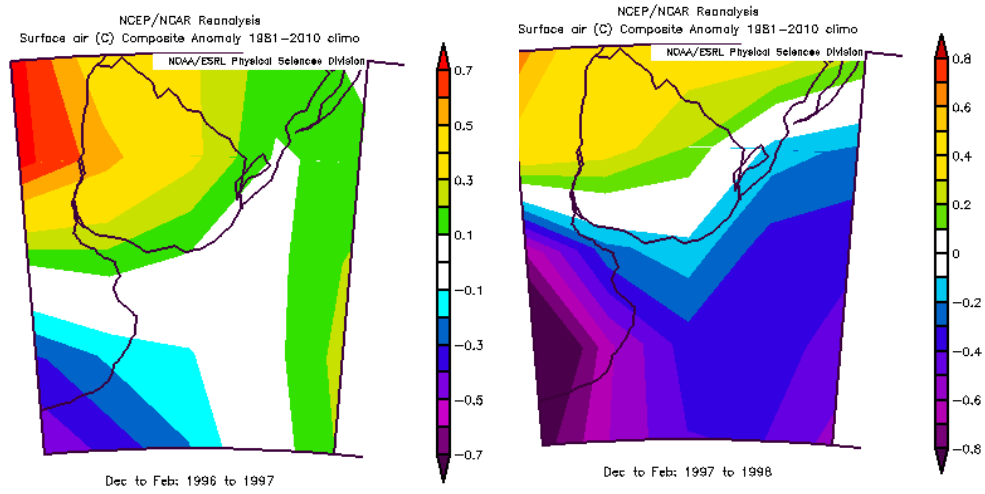 NCEP/NCAR Reanalysis
Surface air (C) Composite Anomaly 1981-2010 climo
NOAA/ESRL Physical Sciences Division
0.7
0.5
0.3
0.1
-0.1
-0.3
-0.5
-0.7
Dec to Feb: 1996 to 1997
NCEP/NCAR Reanalysis
Surface air (C) Composite Anomaly 1981-2010 climo
NOAA/ESRL Physical Sciences Division
0.8
0.6
0.4
0.2
0
-0.2
-0.4
-0.6
-0.8
Dec to Feb: 1997 to 1998